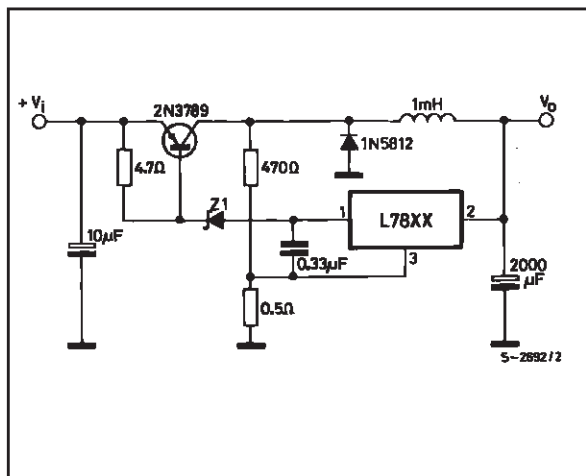 2N3789
1mH
+ Vi
Vo
1N5812
4.7Ω
470Ω
Z1
1
L78XX
2
10µF
0.33µF
3
2000
µF
0.5Ω
S-2692/2